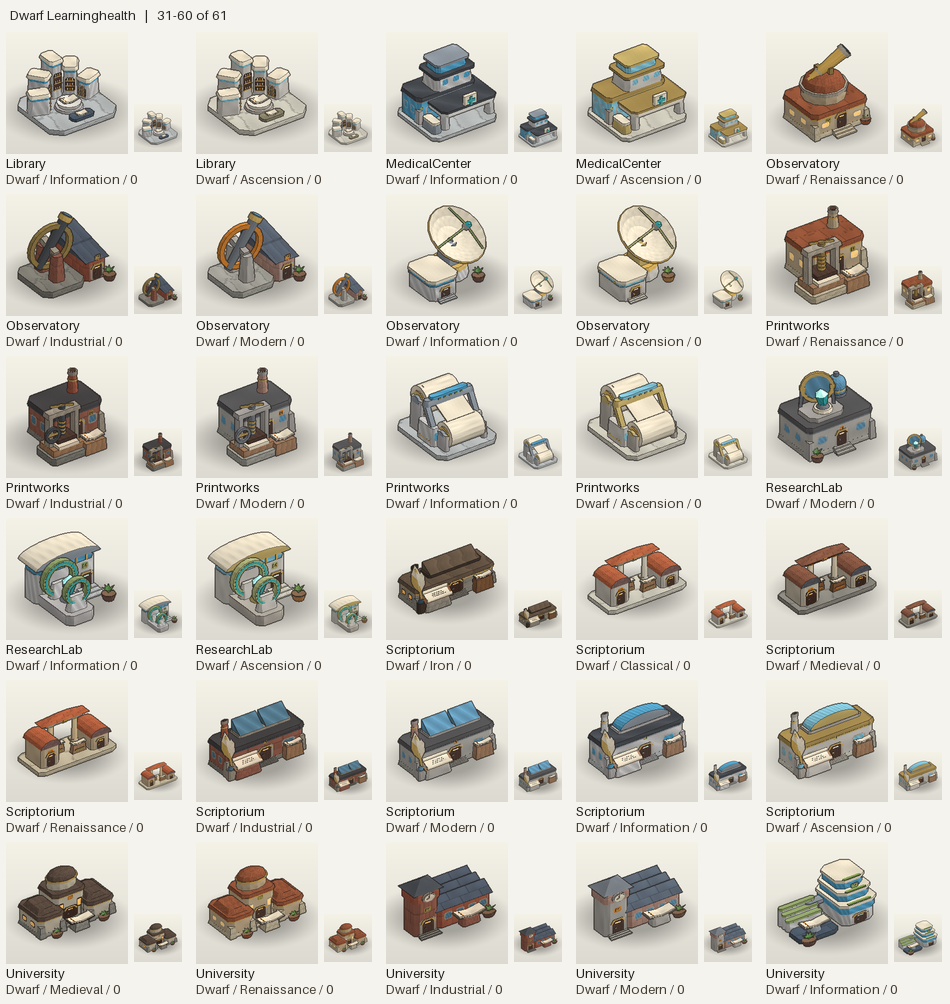 Dwarf Learninghealth | 31-60 of 61
Library
Dwarf / Information / 0
Library
Dwarf / Ascension / 0
MedicalCenter
Dwarf / Information / 0
MedicalCenter
Dwarf / Ascension / 0
Observatory
Dwarf / Renaissance / 0
Observatory
Dwarf / Industrial / 0
Observatory
Dwarf / Modern / 0
Observatory
Dwarf / Information / 0
Observatory
Dwarf / Ascension / 0
Printworks
Dwarf / Renaissance / 0
Printworks
Dwarf / Industrial / 0
Printworks
Dwarf / Modern / 0
Printworks
Dwarf / Information / 0
Printworks
Dwarf / Ascension / 0
ResearchLab
Dwarf / Modern / 0
ResearchLab
Dwarf / Information / 0
ResearchLab
Dwarf / Ascension / 0
Scriptorium
Dwarf / Iron / 0
Scriptorium
Dwarf / Classical / 0
Scriptorium
Dwarf / Medieval / 0
Scriptorium
Dwarf / Renaissance / 0
Scriptorium
Dwarf / Industrial / 0
Scriptorium
Dwarf / Modern / 0
Scriptorium
Dwarf / Information / 0
Scriptorium
Dwarf / Ascension / 0
University
Dwarf / Medieval / 0
University
Dwarf / Renaissance / 0
University
Dwarf / Industrial / 0
University
Dwarf / Modern / 0
University
Dwarf / Information / 0